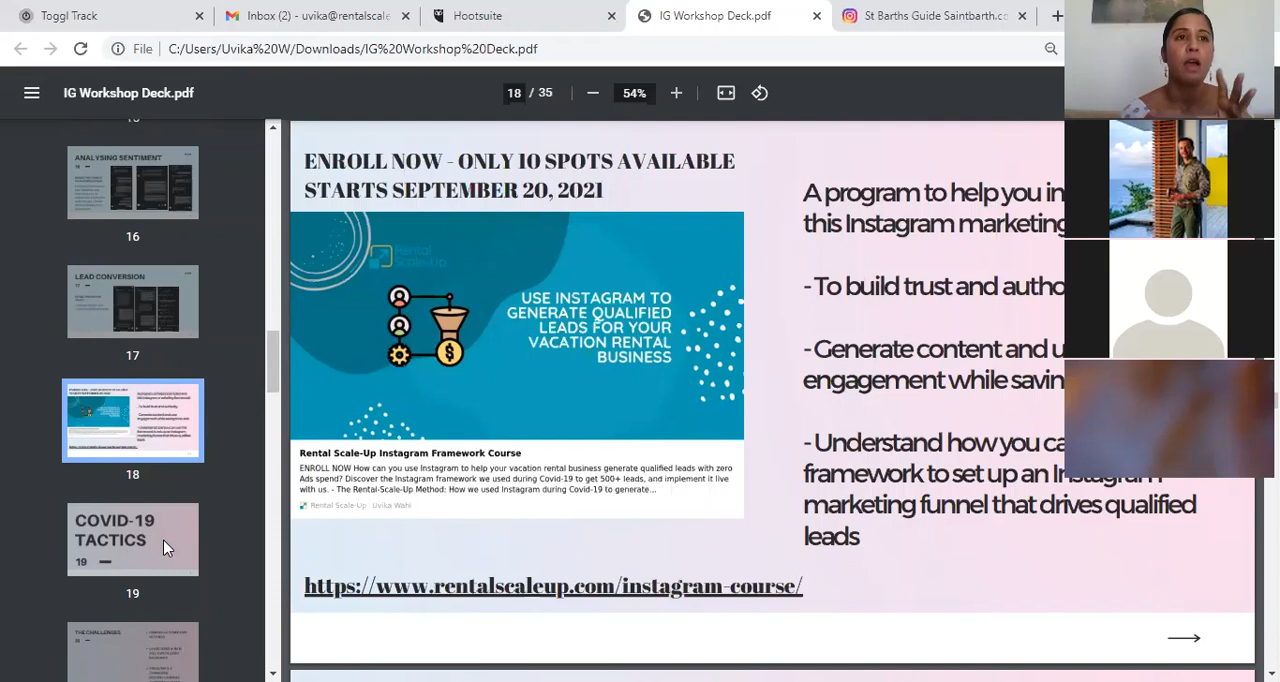 Toggl Track
Inbox (2) - uvika@rentalscale
Hootsuite
IG Workshop Deck.pdf
St Barths Guide Saintbarth.c
File
C:/Users/Uvika%20W/Downloads/IG%20Workshop%20Deck.pdf
IG Workshop Deck.pdf
18 / 35
54%
ANALYSING SENTIMENT
16
LEAD CONVERSION
17
17
18
COVID-19
TACTICS
19
19
THE CHALLENGES
ENROLL NOW - ONLY 10 SPOTS AVAILABLE
STARTS SEPTEMBER 20, 2021
Rental
Scale-Up
USE INSTAGRAM TO
GENERATE QUALIFIED
LEADS FOR YOUR
VACATION RENTAL
BUSINESS
Rental Scale-Up Instagram Framework Course
ENROLL NOW How can you use Instagram to help your vacation rental business generate qualified leads with zero
Ads spend? Discover the Instagram framework we used during Covid-19 to get 500+ leads, and implement it live
with us. - The Rental-Scale-Up Method: How we used Instagram during Covid-19 to generate...
Rental Scale-Up Uvika Wahi
https://www.rentalscaleup.com/instagram-course/
A program to help you in
this Instagram marketing
- To build trust and autho
- Generate content and u
engagement while savin
- Understand how you ca
framework to set up an Instagram
marketing funnel that drives qualified
leads